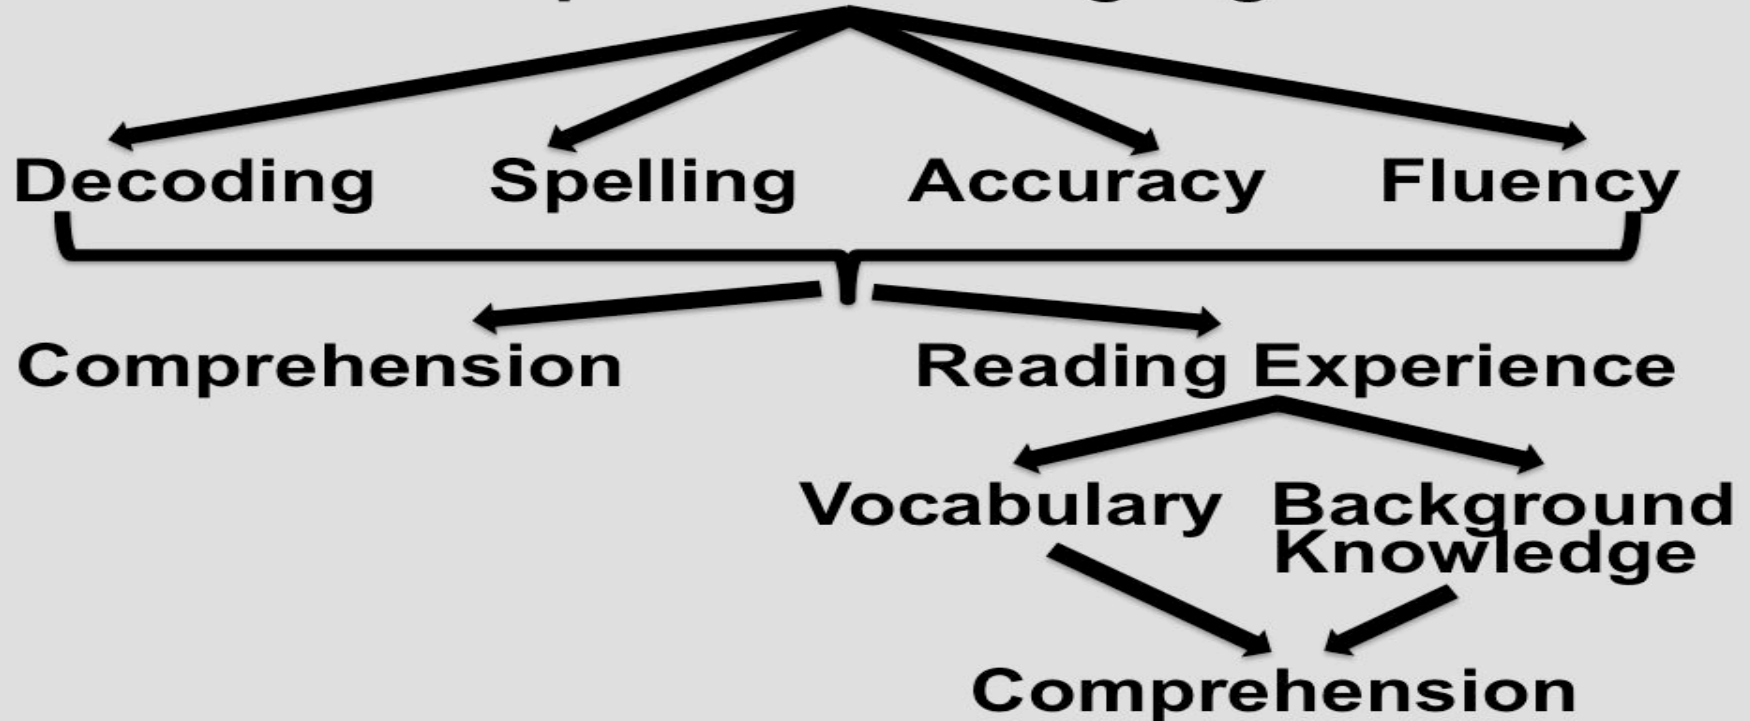 Decoding Spelling Accuracy Fluency
Comprehension Reading Experience
Vocabulary Background
Knowledge
Comprehension